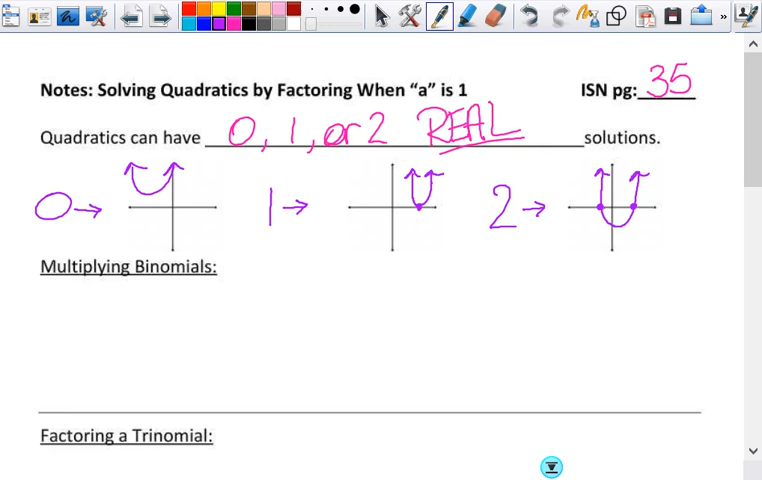 Notes: Solving Quadratics by Factoring When “a” is 1 ISN pg: 35
Quadratics can have 0, 1, or 2 REAL solutions.
0→ 1→ 2→
Multiplying Binomials:
Factoring a Trinomial: